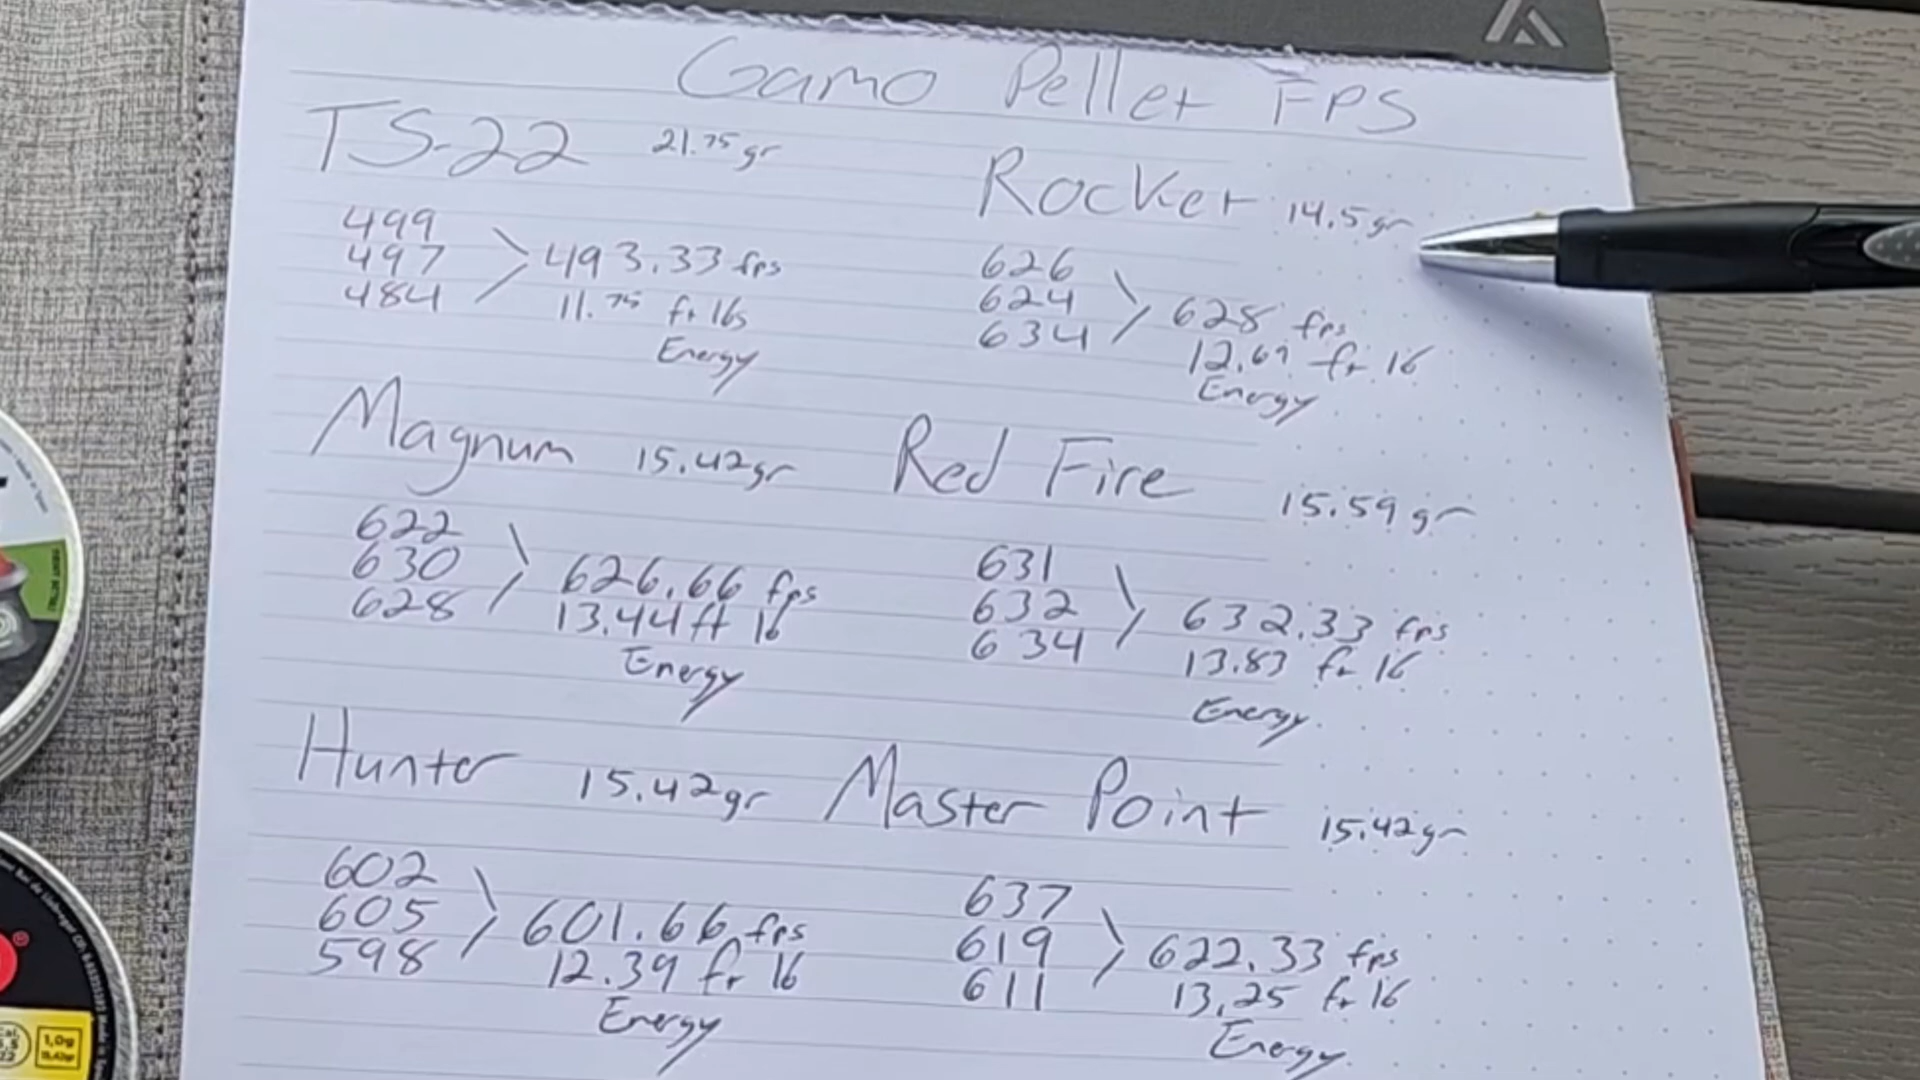 Gamo Pellet FPS
TS-22 21.75gr
499
497
484
493.33 fps
11.75 ft lbs
Energy
Rocker 14.5gr
626
624
634
628 fps
12.69 ft lb
Energy
Magnum 15.42gr
622
630
628
626.66 fps
13.44 ft lb
Energy
Red Fire 15.59 gr
631
632
634
632.33 fps
13.83 ft lb
Energy
Hunter 15.42gr
602
605
598
601.66 fps
12.39 ft lb
Energy
Master Point 15.42gr
637
619
611
622.33 fps
13.25 ft lb
Energy
1,0g